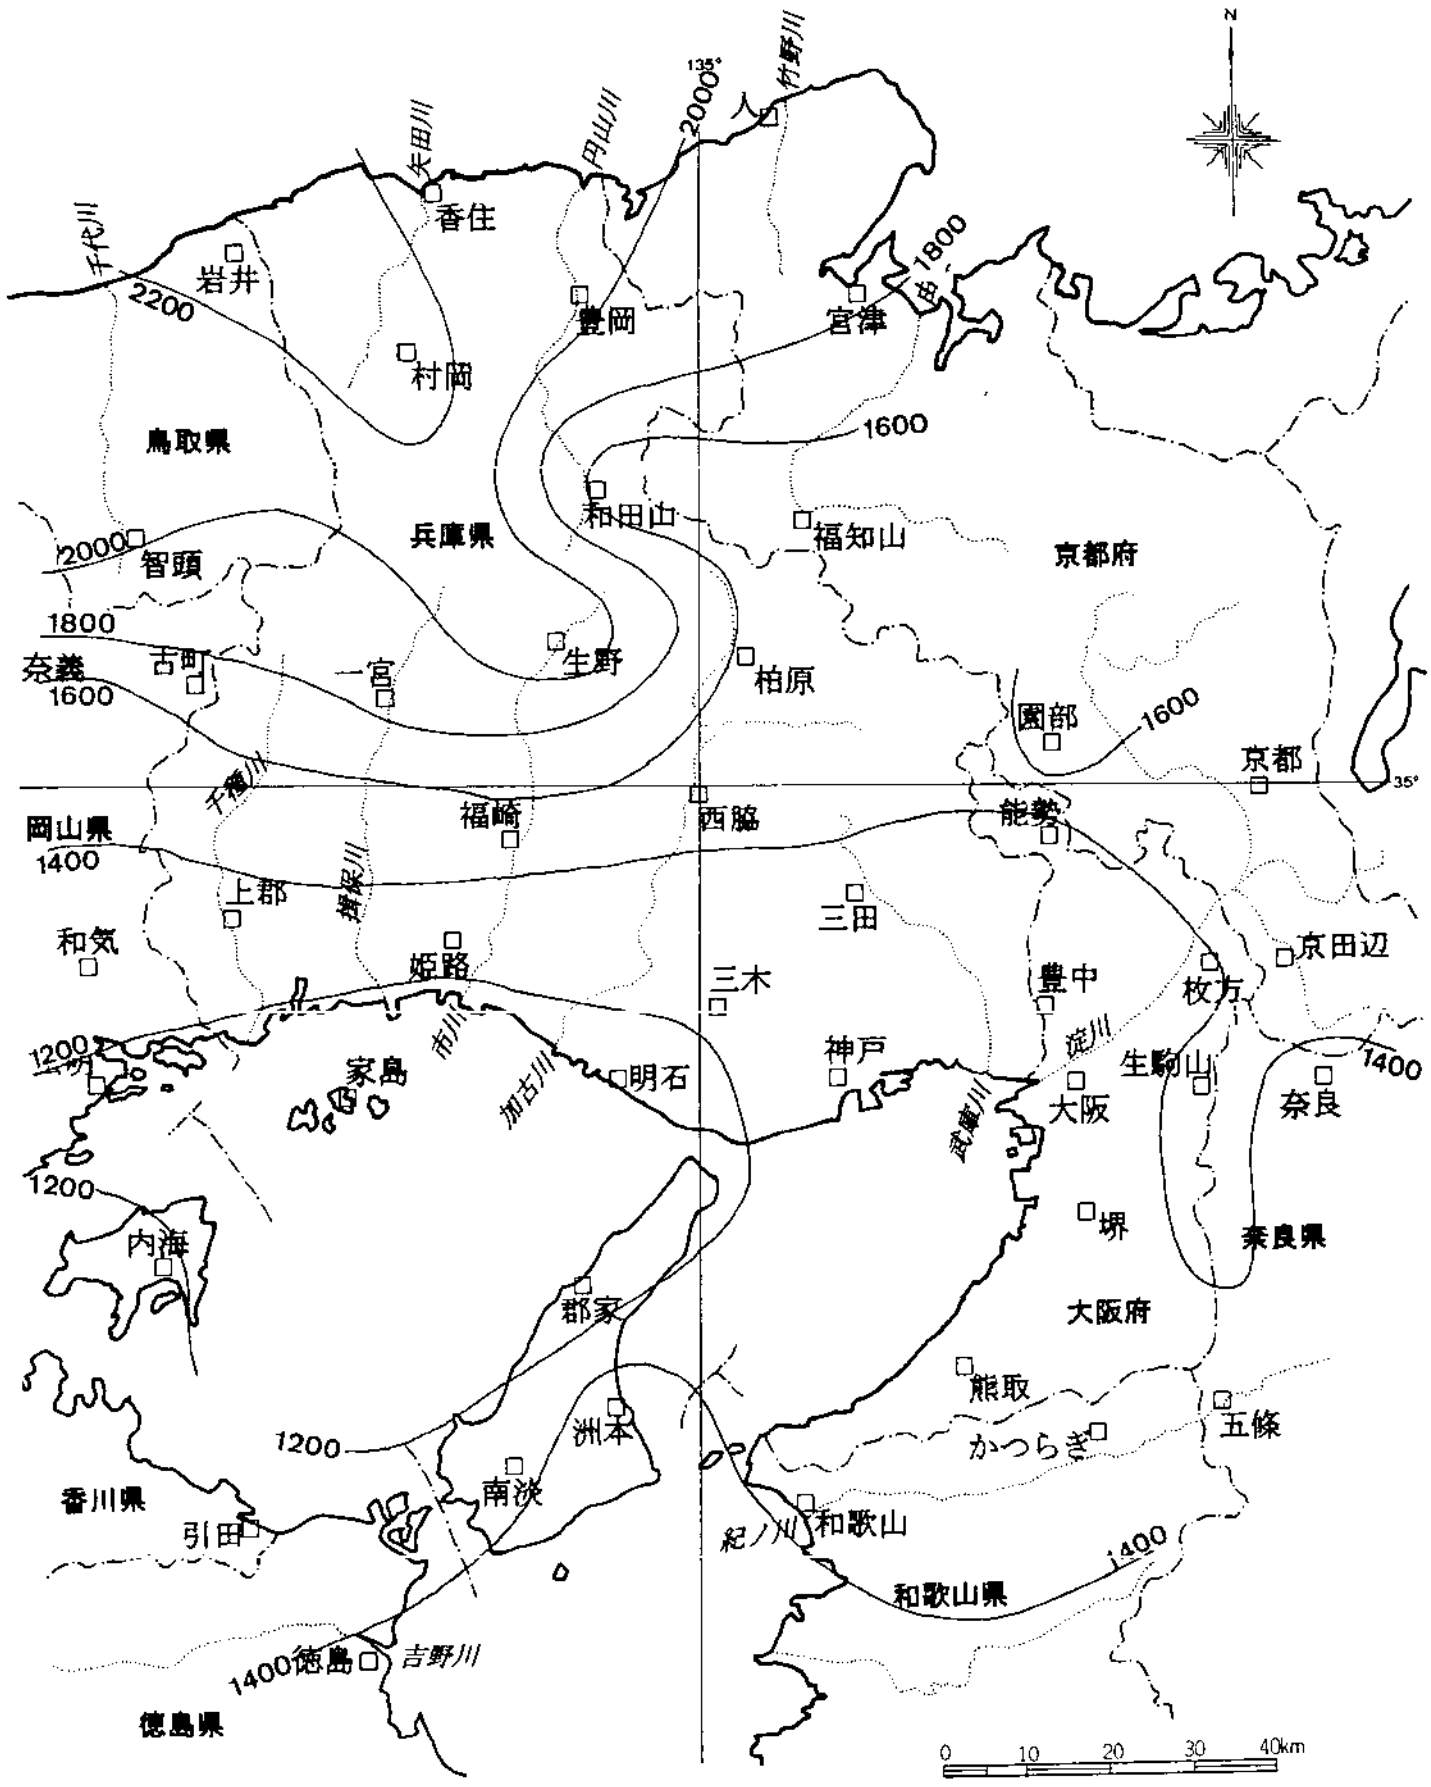 N
竹野川
135°
2000
人
矢田川
円山川
香住
千代川
岩井
1800
由
2200
豊岡
宮津
村岡
1600
鳥取県
和田山
兵庫県
福知山
2000
智頭
京都府
1800
古町
一宮
生野
柏原
奈義
1600
園部
1600
京都
35°
千種川
福崎
西脇
能勢
岡山県
1400
揖保川
上郡
三田
和気
姫路
三木
豊中
枚方
京田辺
市川
淀川
1200
明
家島
加古川
明石
神戸
武庫川
大阪
生駒山
奈良
1400
1200
内海
堺
奈良県
郡家
大阪府
熊取
洲本
五條
1200
かつらぎ
南淡
香川県
引田
紀ノ川
和歌山
1400
和歌山県
1400
徳島
吉野川
徳島県
0 10 20 30 40km